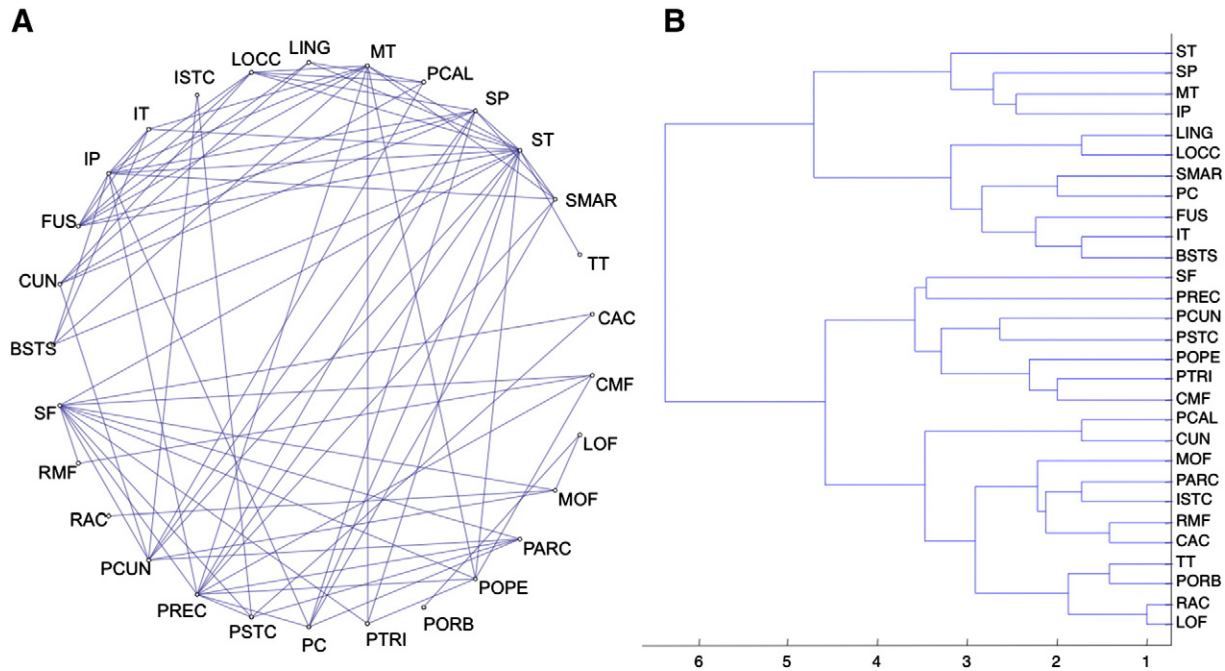 A
LING
MT
LOCC
PCAL
ISTC
SP
IT
ST
IP
SMAR
FUS
TT
CUN
CAC
BSTS
CMF
SF
LOF
RMF
MOF
RAC
PARC
PCUN
POPE
PREC
PORB
PSTC
PTRI
PC
B
ST
SP
MT
IP
LING
LOCC
SMAR
PC
FUS
IT
BSTS
SF
PREC
PCUN
PSTC
POPE
PTRI
CMF
PCAL
CUN
MOF
PARC
ISTC
RMF
CAC
TT
PORB
RAC
LOF
6 5 4 3 2 1